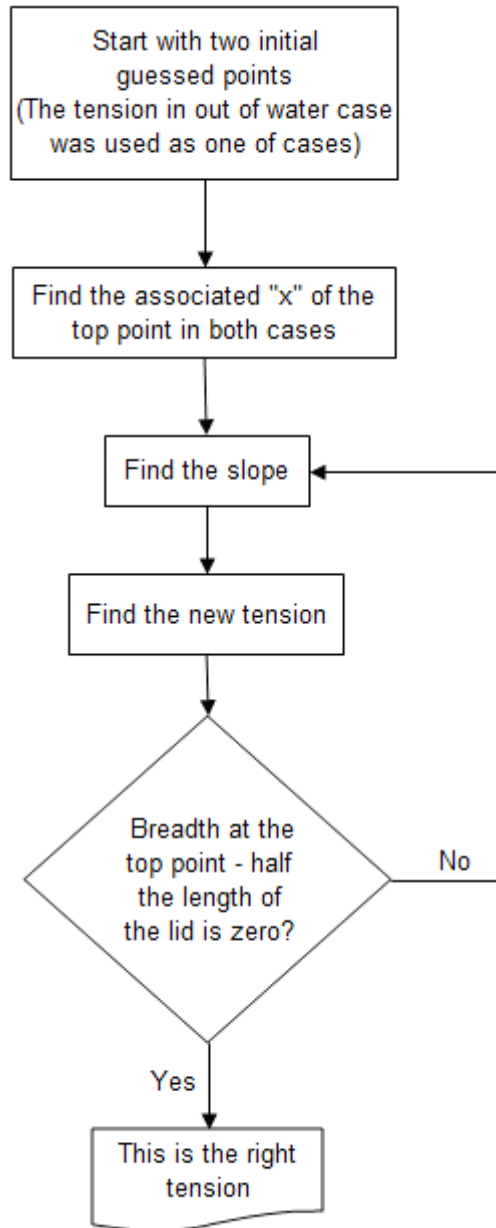 Start with two initial
guessed points
(The tension in out of water case
was used as one of cases)
Find the associated "x" of the
top point in both cases
Find the slope
Find the new tension
Breadth at the
top point - half
the length of
the lid is zero?
No
Yes
This is the right
tension